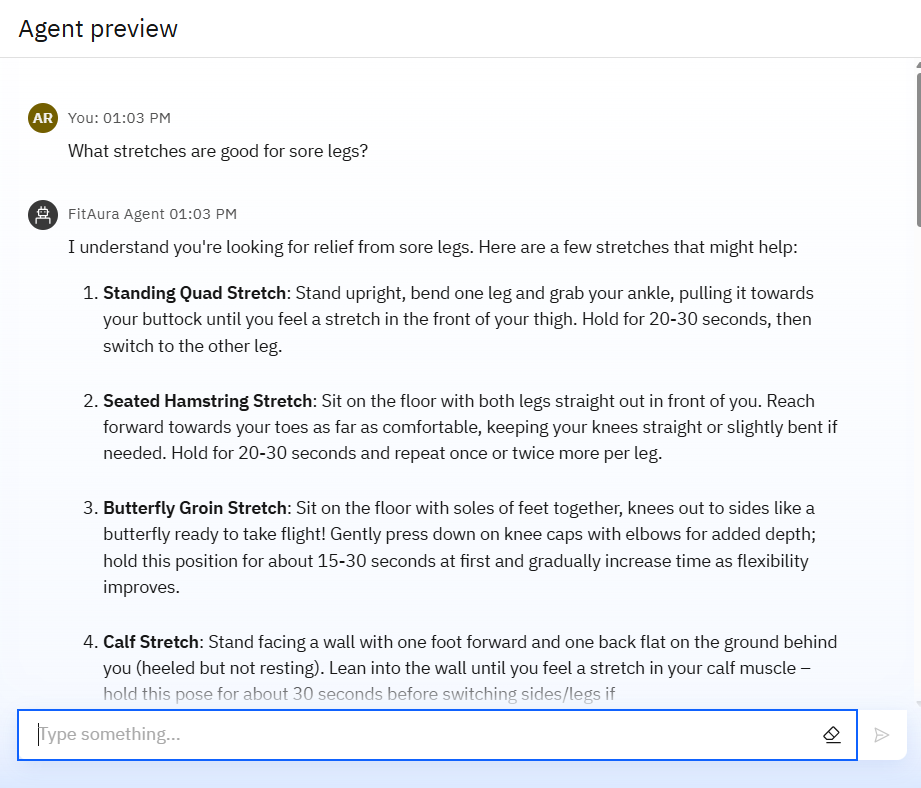 Agent preview
AR
You: 01:03 PM
What stretches are good for sore legs?
FitAura Agent 01:03 PM
I understand you're looking for relief from sore legs. Here are a few stretches that might help:
1. Standing Quad Stretch: Stand upright, bend one leg and grab your ankle, pulling it towards
your buttock until you feel a stretch in the front of your thigh. Hold for 20-30 seconds, then
switch to the other leg.
2. Seated Hamstring Stretch: Sit on the floor with both legs straight out in front of you. Reach
forward towards your toes as far as comfortable, keeping your knees straight or slightly bent if
needed. Hold for 20-30 seconds and repeat once or twice more per leg.
3. Butterfly Groin Stretch: Sit on the floor with soles of feet together, knees out to sides like a
butterfly ready to take flight! Gently press down on knee caps with elbows for added depth;
hold this position for about 15-30 seconds at first and gradually increase time as flexibility
improves.
4. Calf Stretch: Stand facing a wall with one foot forward and one back flat on the ground behind
you (heeled but not resting). Lean into the wall until you feel a stretch in your calf muscle –
hold this pose for about 30 seconds before switching sides/legs if
Type something...